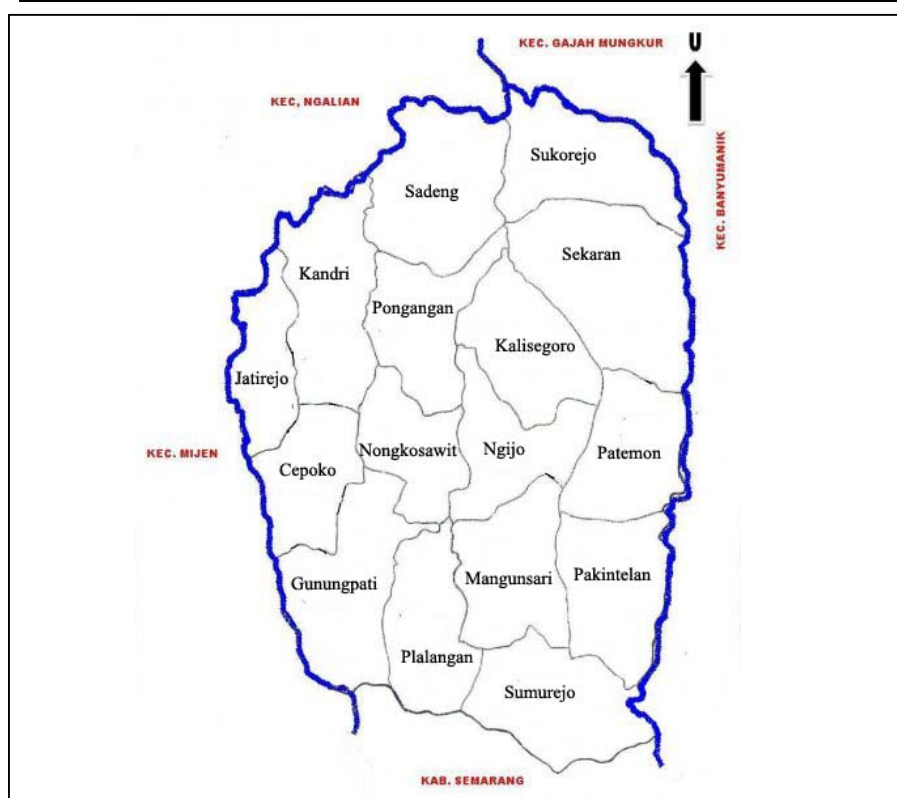 KEC. GAJAH MUNGKUR
U
KEC, NGALIAN
KEC. BANYUMANIK
Sukorejo
Sadeng
Sekaran
Kandri
Pongangan
Kalisegoro
Jatirejo
KEC. MIJEN
Cepoko
Nongkosawit
Ngijo
Patemon
Gunungpati
Mangunsari
Pakintelan
Plalangan
Sumurejo
KAB. SEMARANG